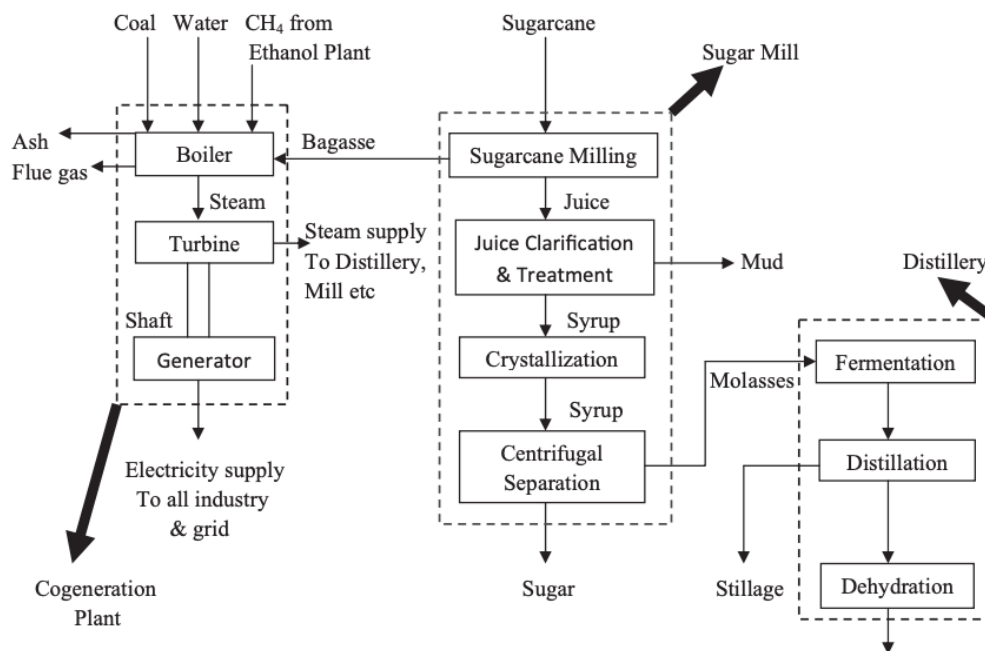 Coal
Water
CH₄ from
Ethanol Plant
Sugarcane
Sugar Mill
Ash
Flue gas
Boiler
Bagasse
Sugarcane Milling
Steam
Juice
Turbine
Steam supply
To Distillery,
Mill etc
Juice Clarification
& Treatment
Mud
Distillery
Shaft
Syrup
Generator
Crystallization
Molasses
Fermentation
Syrup
Electricity supply
To all industry
& grid
Centrifugal
Separation
Distillation
Cogeneration
Plant
Sugar
Stillage
Dehydration